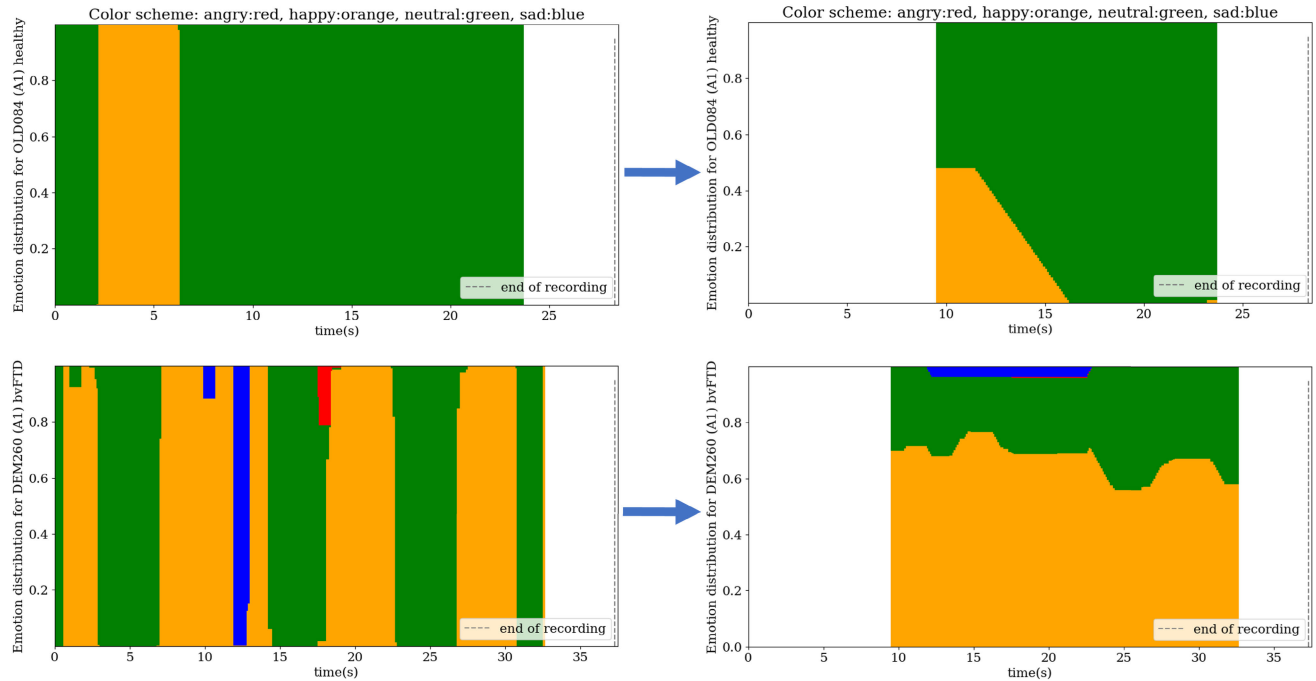 Color scheme: angry:red, happy:orange, neutral:green, sad:blue
Emotion distribution for OLD084 (A1) healthy
0.8
0.6
0.4
0.2
0 5 10 15 20 25
time(s)
end of recording
Color scheme: angry:red, happy:orange, neutral:green, sad:blue
Emotion distribution for OLD084 (A1) healthy
0.8
0.6
0.4
0.2
0 5 10 15 20 25
time(s)
end of recording
Emotion distribution for DEM260 (A1) bvFTD
0.8
0.6
0.4
0.2
0 5 10 15 20 25 30 35
time(s)
end of recording
Emotion distribution for DEM260 (A1) bvFTD
0.8
0.6
0.4
0.2
0.0
0 5 10 15 20 25 30 35
time(s)
end of recording